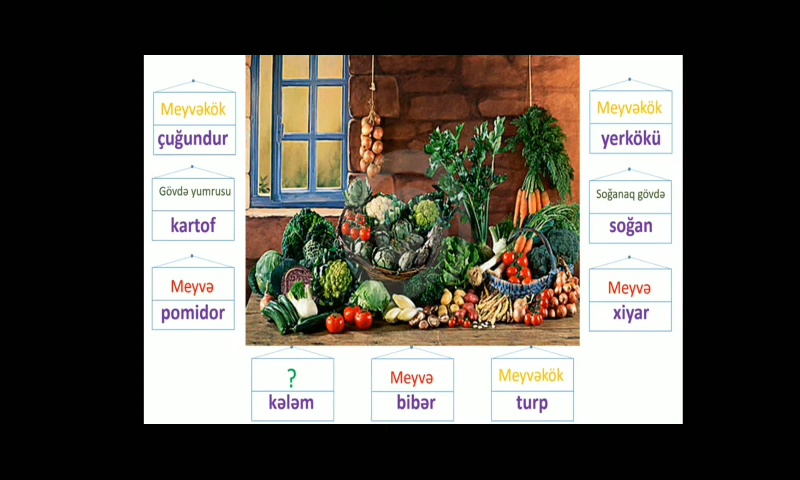 Meyvəkök
çuğundur
Gövdə yumrusu
kartof
Meyvə
pomidor
Meyvəkök
yerkökü
Soğanaq gövdə
soğan
Meyvə
xiyar
?
kələm
Meyvə
bibər
Meyvəkök
turp